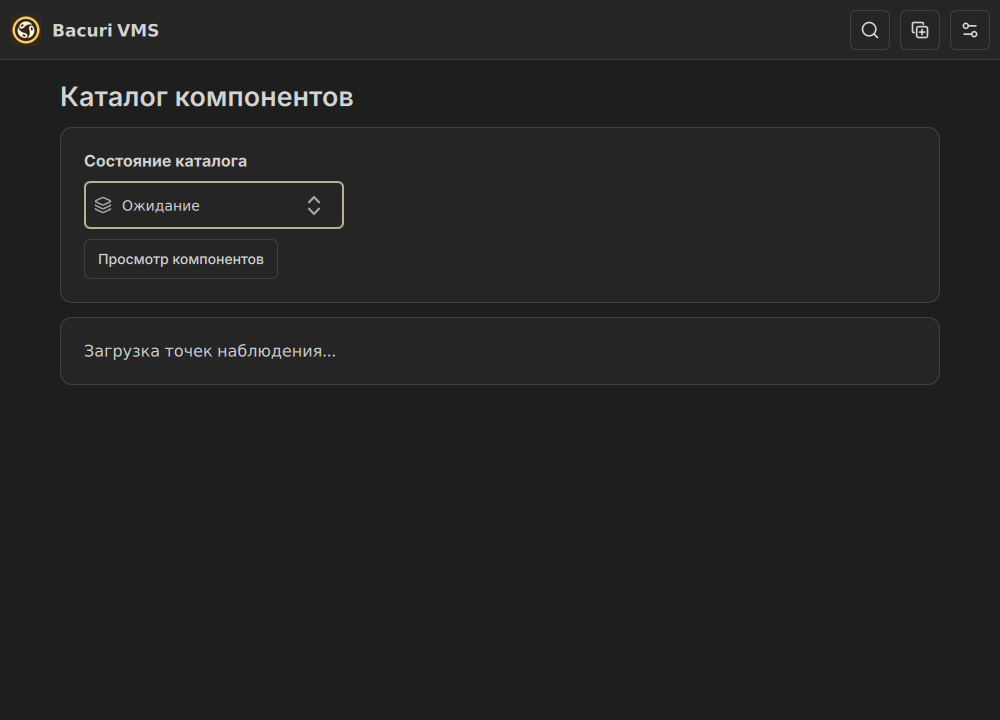 Bacuri VMS
Каталог компонентов
Состояние каталога
Ожидание
Просмотр компонентов
Загрузка точек наблюдения...